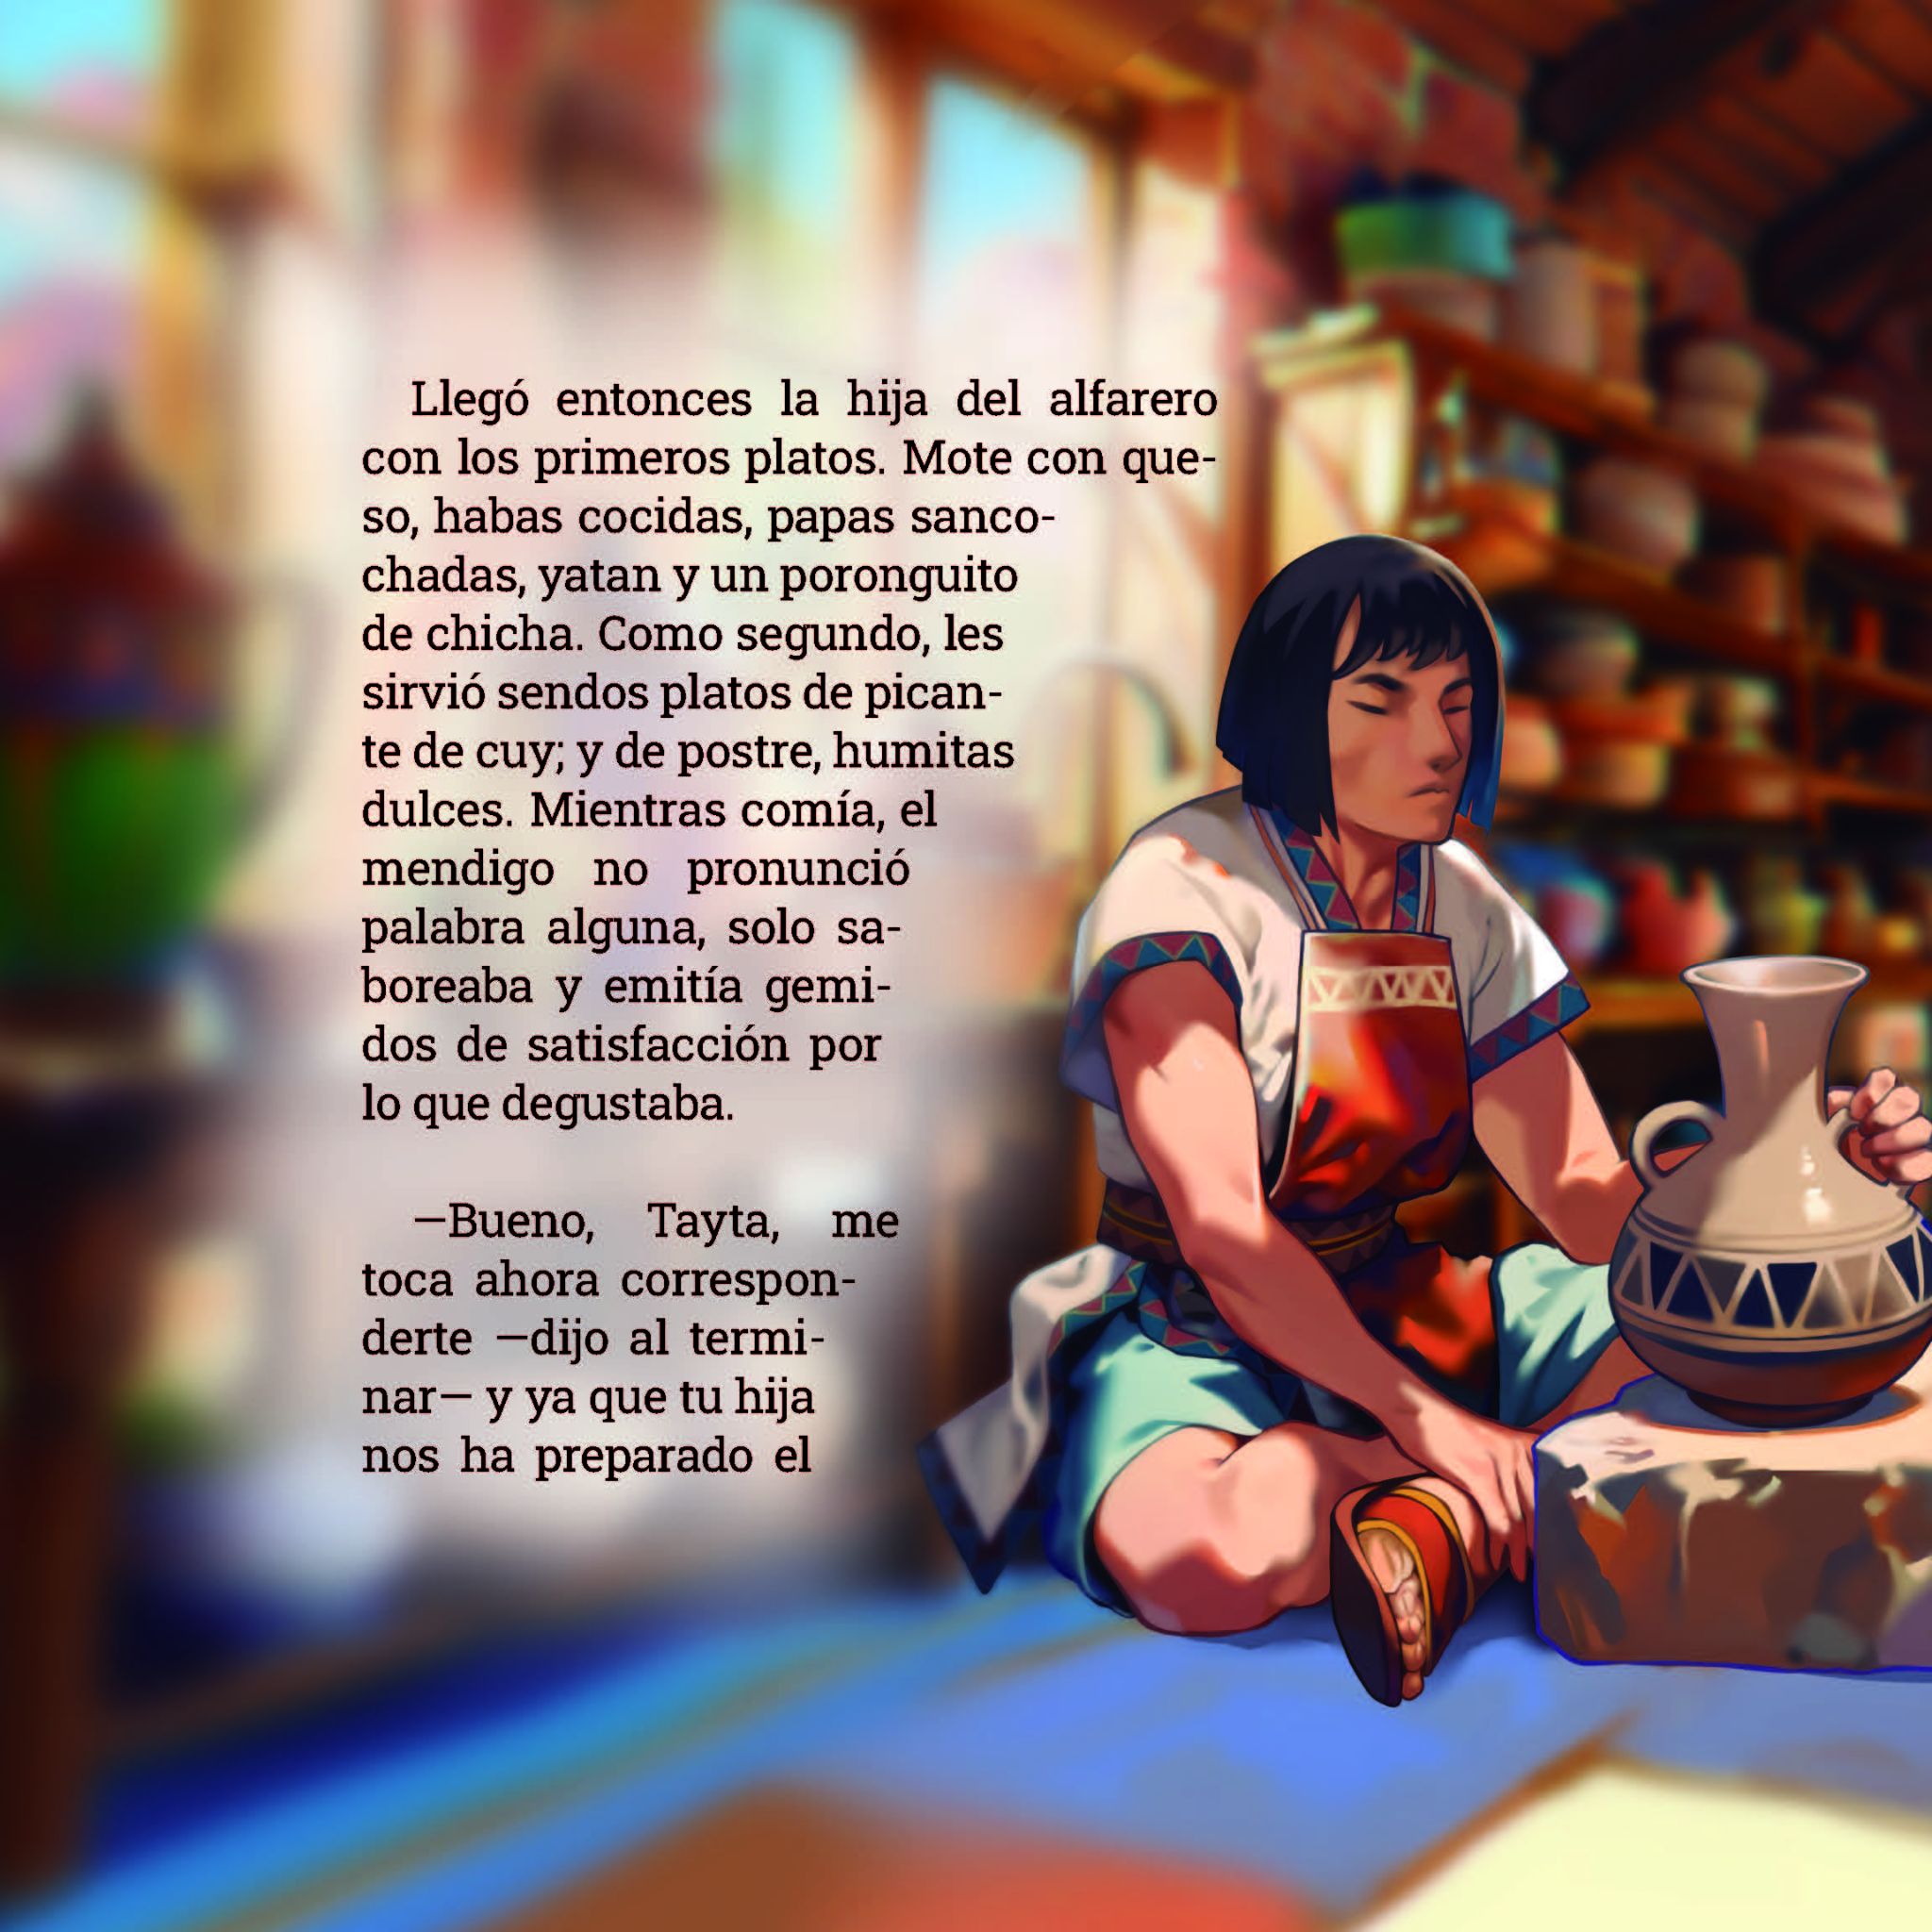 Llegó entonces la hija del alfarero
con los primeros platos. Mote con que-
so, habas cocidas, papas sanco-
chadas, yatan y un poronguito
de chicha. Como segundo, les
sirvió sendos platos de pican-
te de cuy; y de postre, humitas
dulces. Mientras comía, el
mendigo no pronunció
palabra alguna, solo sa-
boreaba y emitía gemi-
dos de satisfacción por
lo que degustaba.
—Bueno, Tayta, me
toca ahora correspon-
derte —dijo al termi-
nar— y ya que tu hija
nos ha preparado el